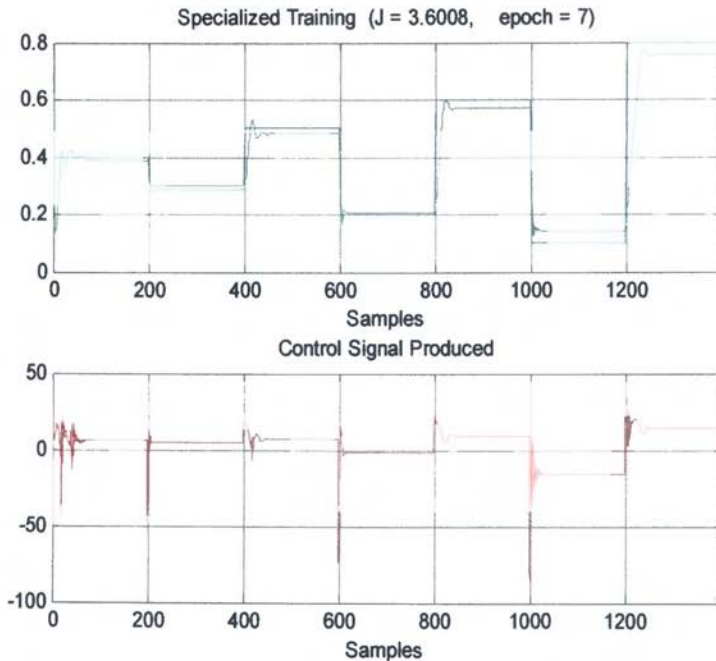 Specialized Training (J = 3.6008, epoch = 7)
0.8
0.6
0.4
0.2
0
0 200 400 600 800 1000 1200
Samples
Control Signal Produced
50
0
-50
-100
0 200 400 600 800 1000 1200
Samples